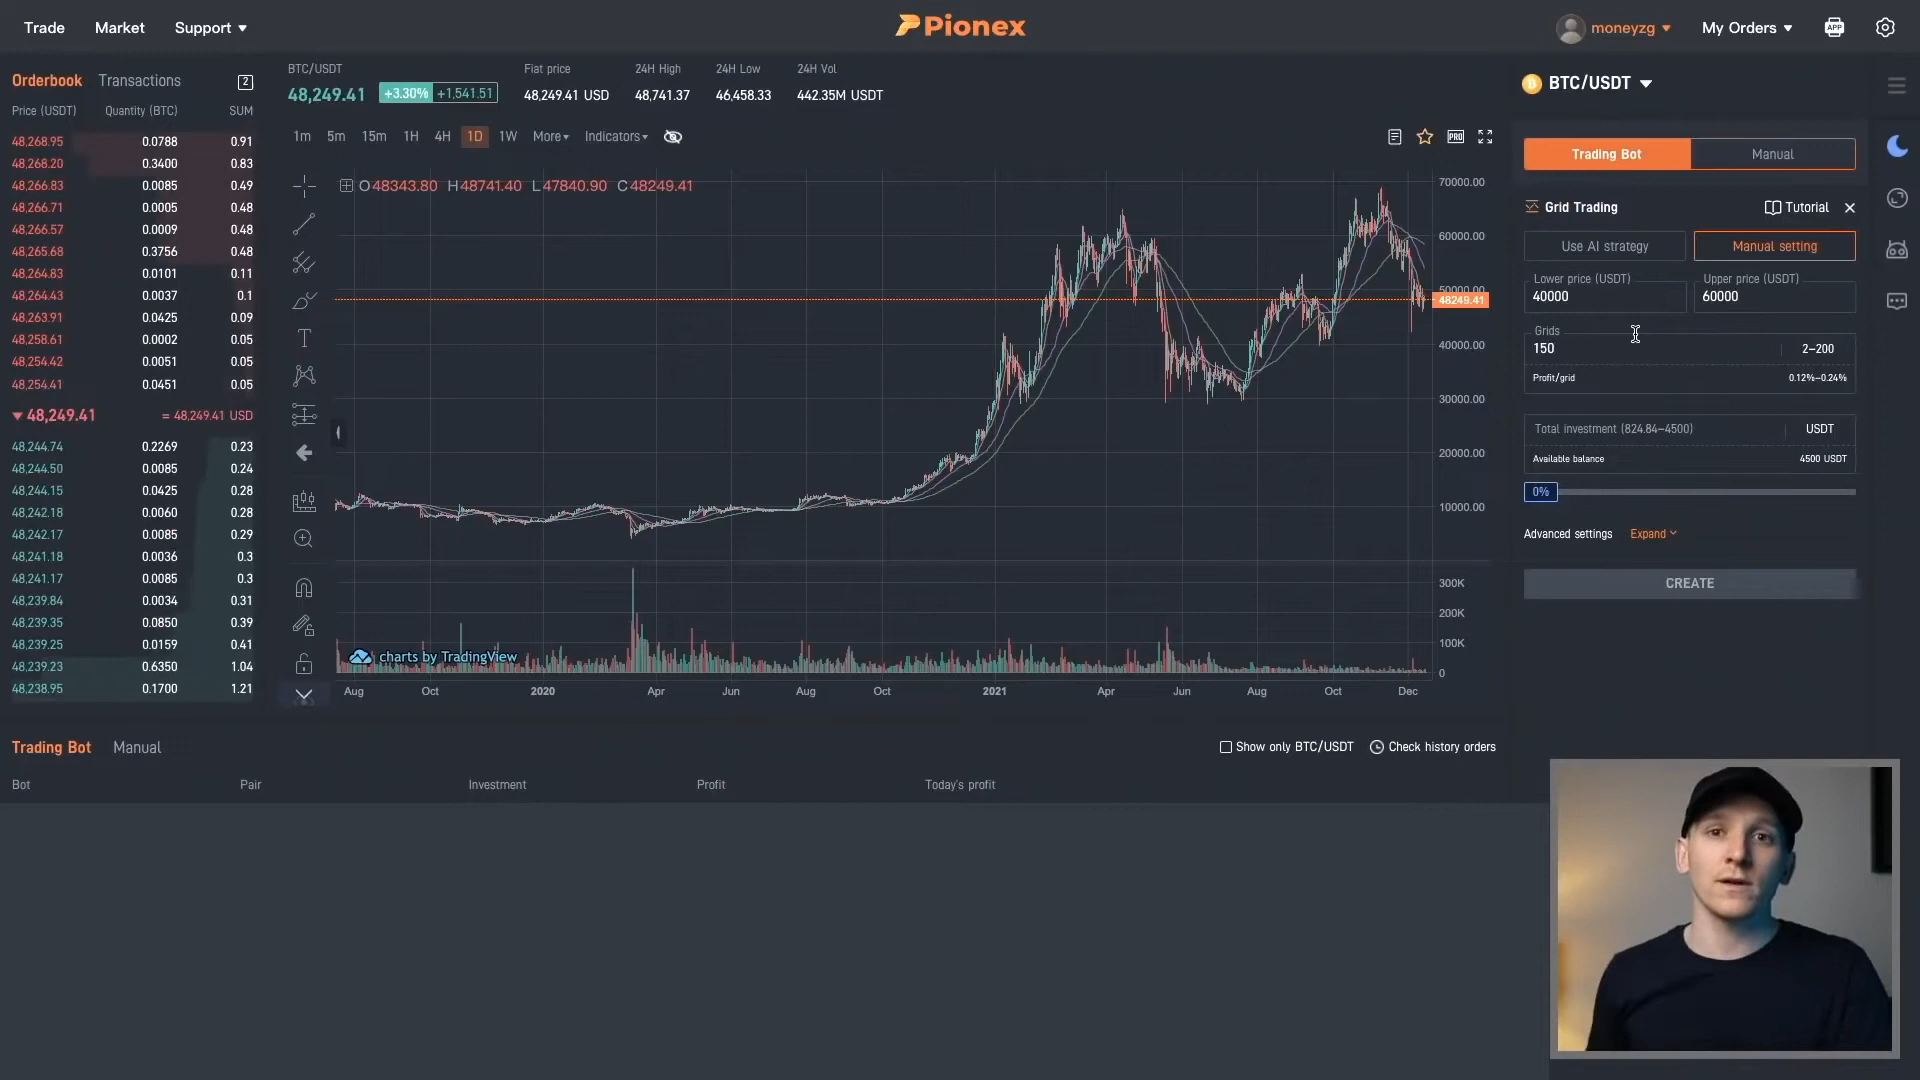 Trade Market Support
Pionex
moneyzg My Orders APP
Orderbook Transactions 2
Price (USDT) Quantity (BTC) SUM
48,268.95 0.0788 0.91
48,268.20 0.3400 0.83
48,266.83 0.0085 0.49
48,266.71 0.0005 0.48
48,266.57 0.0009 0.48
48,265.68 0.3756 0.48
48,264.83 0.0101 0.11
48,264.43 0.0037 0.1
48,263.91 0.0425 0.09
48,258.61 0.0002 0.05
48,254.42 0.0051 0.05
48,254.41 0.0451 0.05
48,249.41 = 48,249.41 USD
48,244.74 0.2269 0.23
48,244.50 0.0085 0.24
48,244.15 0.0425 0.28
48,242.18 0.0060 0.28
48,242.17 0.0085 0.29
48,241.18 0.0036 0.3
48,241.17 0.0085 0.3
48,239.84 0.0034 0.31
48,239.35 0.0850 0.39
48,239.25 0.0159 0.41
48,239.23 0.6350 1.04
48,238.95 0.1700 1.21
BTC/USDT Fiat price 24H High 24H Low 24H Vol
48,249.41 +3.30% +1,541.51 48,249.41 USD 48,741.37 46,458.33 442.35M USDT
1m 5m 15m 1H 4H 1D 1W More Indicators PRO
O48343.80 H48741.40 L47840.90 C48249.41
70000.00
60000.00
50000.00
48249.41
40000.00
30000.00
20000.00
10000.00
300K
200K
100K
0
charts by TradingView
Aug Oct 2020 Apr Jun Aug Oct 2021 Apr Jun Aug Oct Dec
BTC/USDT
Trading Bot Manual
Grid Trading Tutorial
Use AI strategy Manual setting
Lower price (USDT) Upper price (USDT)
40000 60000
Grids
150 2–200
Profit/grid 0.12%–0.24%
Total investment (824.84–4500) USDT
Available balance 4500 USDT
0%
Advanced settings Expand
CREATE
Trading Bot Manual Show only BTC/USDT Check history orders
Bot Pair Investment Profit Today's profit